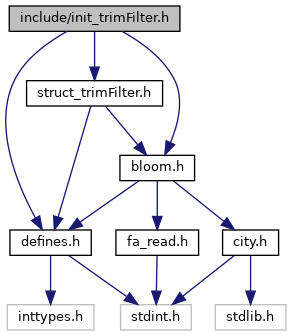 include/init_trimFilter.h
struct_trimFilter.h
bloom.h
defines.h
fa_read.h
city.h
inttypes.h
stdint.h
stdlib.h